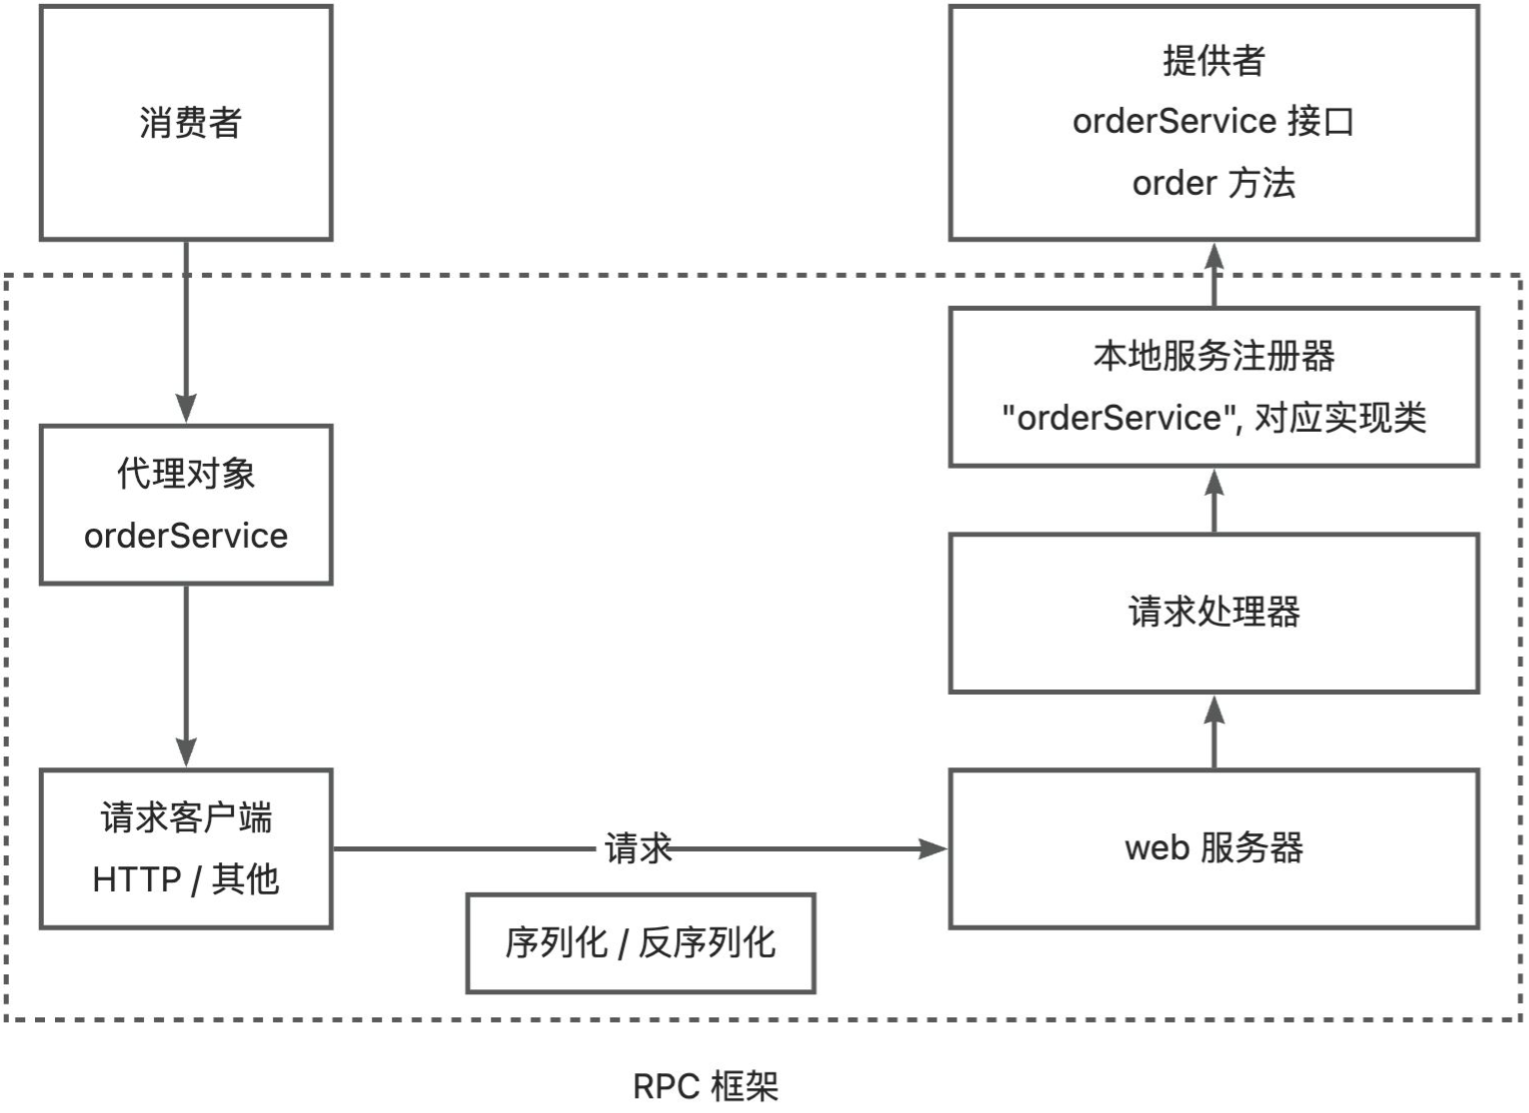 消费者
提供者
orderService 接口
order 方法
代理对象
orderService
本地服务注册器
"orderService", 对应实现类
请求处理器
请求客户端
HTTP / 其他
请求
web 服务器
序列化 / 反序列化
RPC 框架